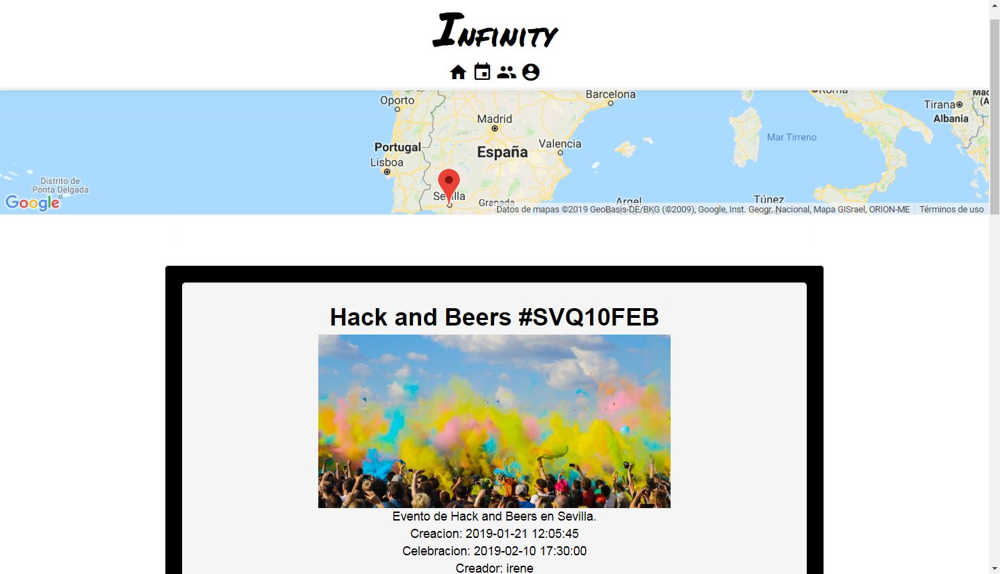 Infinity
Oporto
Barcelona
Madrid
Tirana
Albania
Mar Tirreno
Portugal
España
Valencia
Lisboa
Distrito de
Ponta Delgada
Sevilla
Granada
Argel
Túnez
Google
Datos de mapas ©2019 GeoBasis-DE/BKG (©2009), Google, Inst. Geogr. Nacional, Mapa GISrael, ORION-ME
Términos de uso
Hack and Beers #SVQ10FEB
Evento de Hack and Beers en Sevilla.
Creacion: 2019-01-21 12:05:45
Celebracion: 2019-02-10 17:30:00
Creador: irene